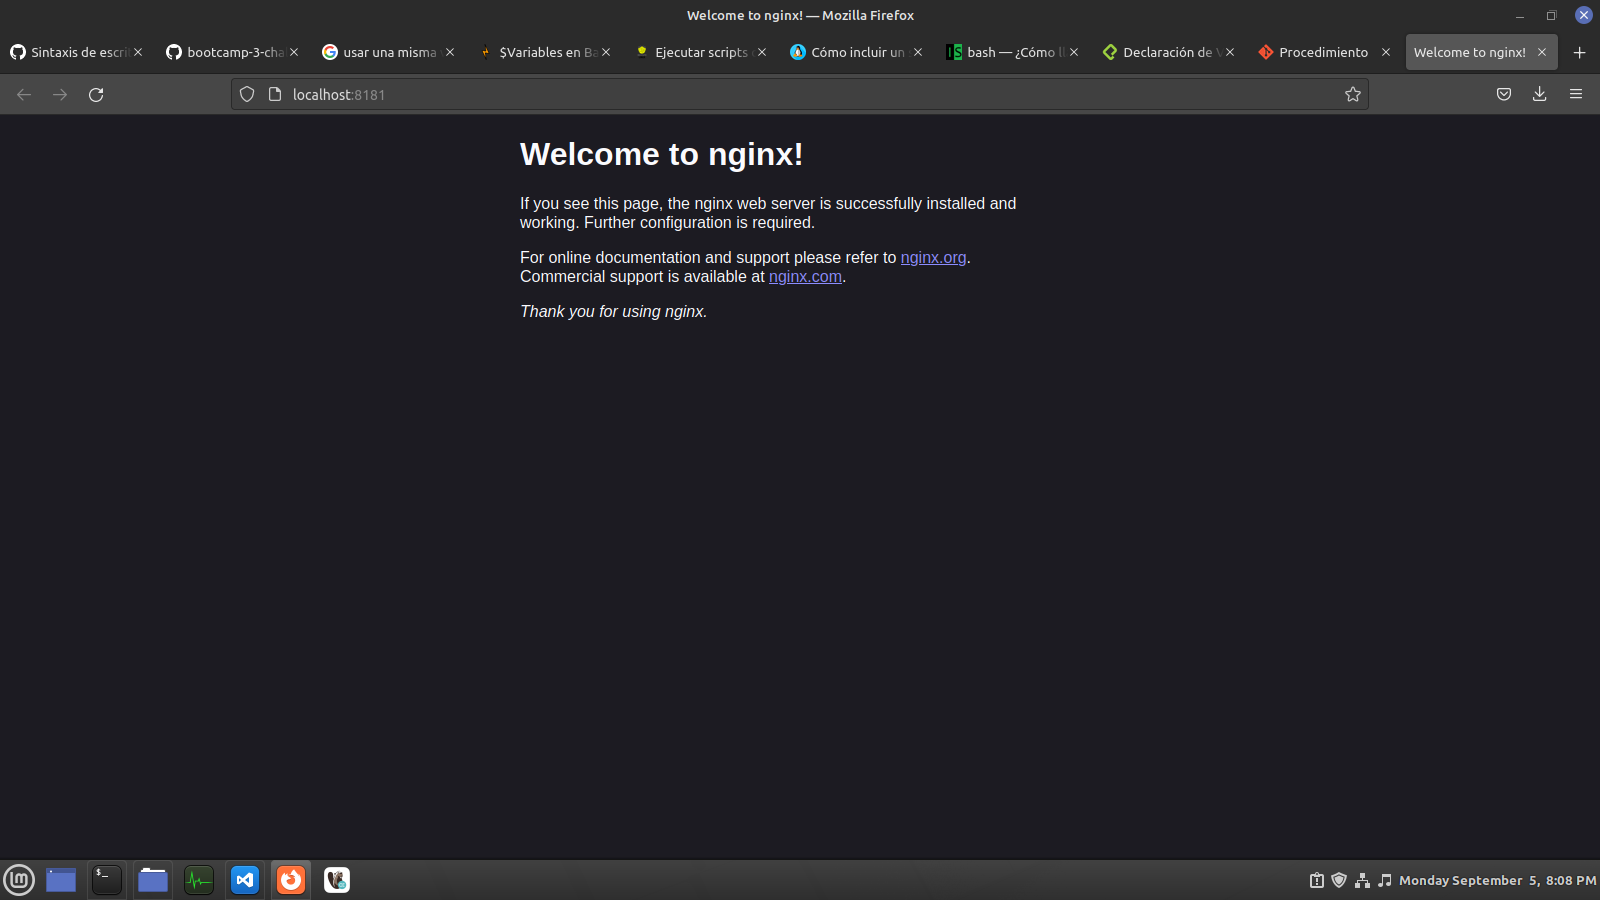 Welcome to nginx! — Mozilla Firefox
Sintaxis de escri
bootcamp-3-cha
usar una misma
$Variables en Ba
Ejecutar scripts
Cómo incluir un
bash — ¿Cómo ll
Declaración de V
Procedimiento
Welcome to nginx!
localhost:8181
Welcome to nginx!
If you see this page, the nginx web server is successfully installed and
working. Further configuration is required.
For online documentation and support please refer to nginx.org.
Commercial support is available at nginx.com.
Thank you for using nginx.
Monday September 5, 8:08 PM